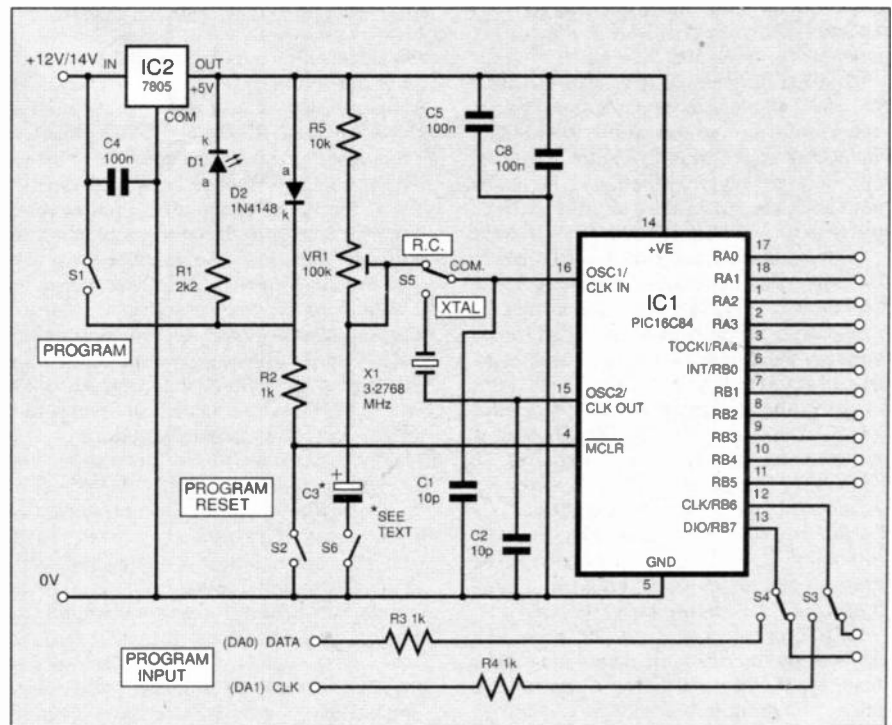 +12V/14V
IN
IC2
7805
OUT
+5V
COM
C4
100n
k
D1
a
D2
1N4148
a
k
R5
10k
C5
100n
C8
100n
S1
R1
2k2
VR1
100k
R.C.
COM.
S5
XTAL
PROGRAM
R2
1k
X1
3·2768
MHz
14
+VE
16
OSC1/
CLK IN
IC1
PIC16C84
15
OSC2/
CLK OUT
4
MCLR
RA0
17
RA1
18
RA2
1
RA3
2
TOCKI/RA4
3
INT/RB0
6
RB1
7
RB2
8
RB3
9
RB4
10
RB5
11
CLK/RB6
12
DIO/RB7
13
GND
5
PROGRAM
RESET
+
C3*
*SEE
TEXT
C1
10p
C2
10p
S2
S6
0V
S4
S3
PROGRAM
INPUT
(DA0) DATA
R3 1k
(DA1) CLK
R4 1k